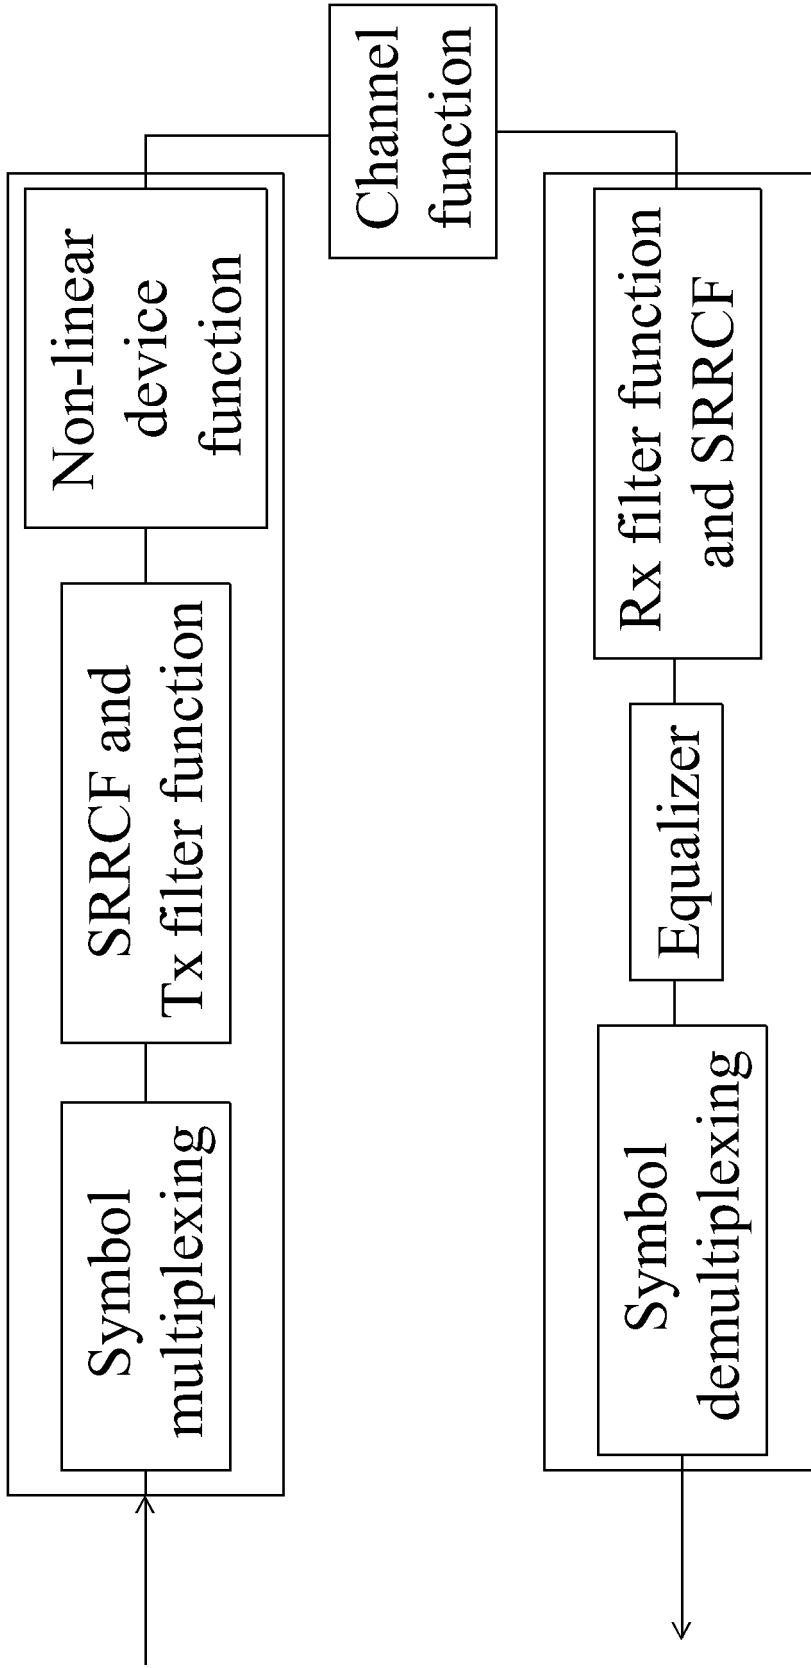 Symbol
multiplexing
SRRCF and
Tx filter function
Non-linear
device
function
Channel
function
Rx filter function
and SRRCF
Equalizer
Symbol
demultiplexing